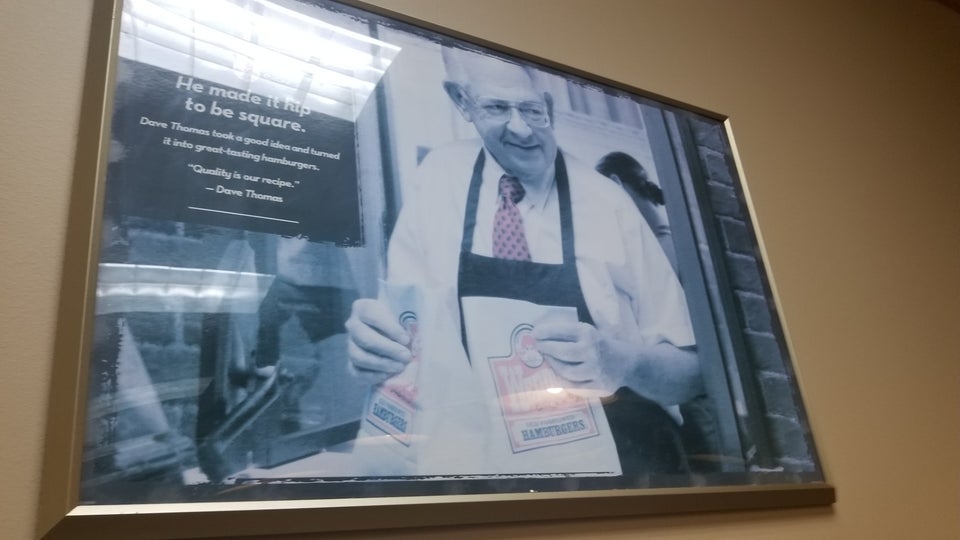 He made it hip
to be square.
Dave Thomas took a good idea and turned
it into great-tasting hamburgers.
"Quality is our recipe."
— Dave Thomas
HAMBURGERS
HAMBURGERS